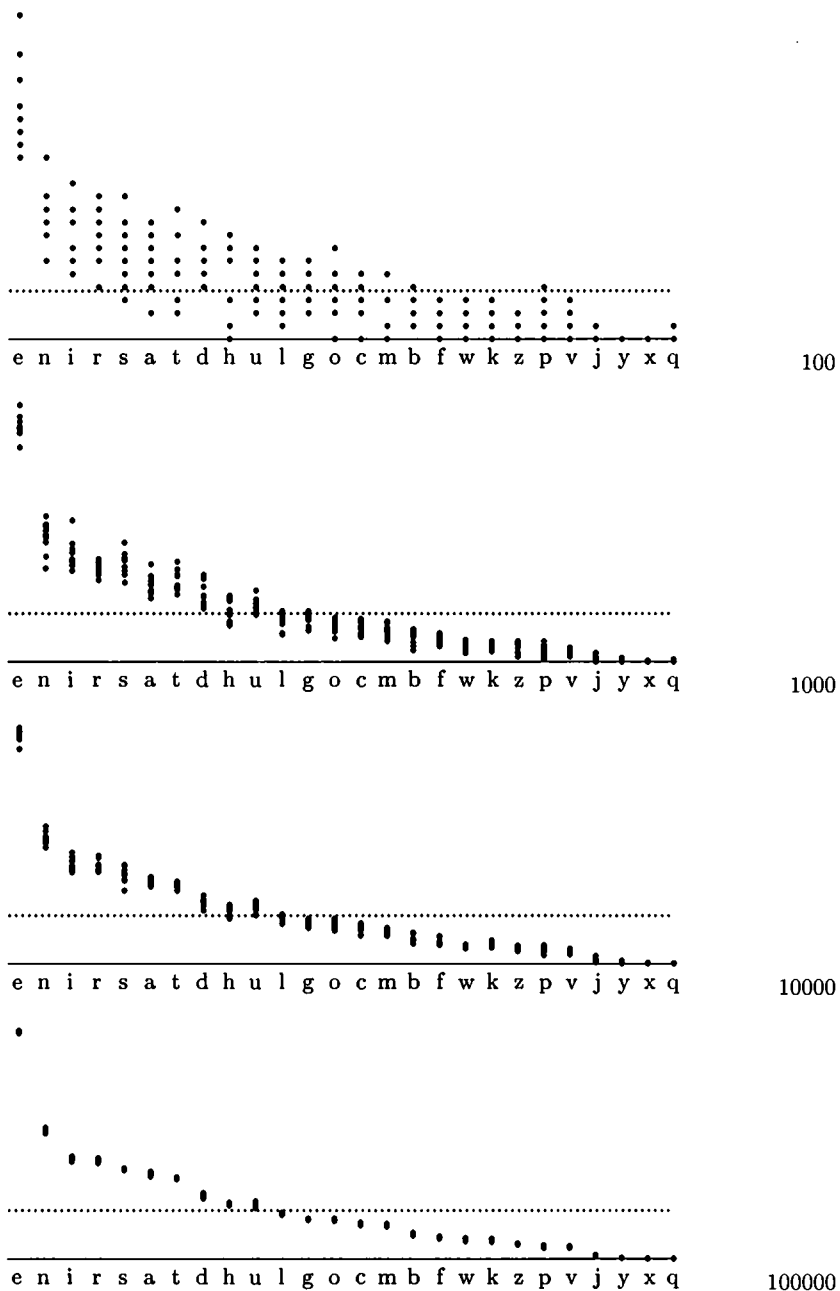 e n i r s a t d h u l g o c m b f w k z p v j y x q 100
e n i r s a t d h u l g o c m b f w k z p v j y x q 1000
e n i r s a t d h u l g o c m b f w k z p v j y x q 10000
e n i r s a t d h u l g o c m b f w k z p v j y x q 100000